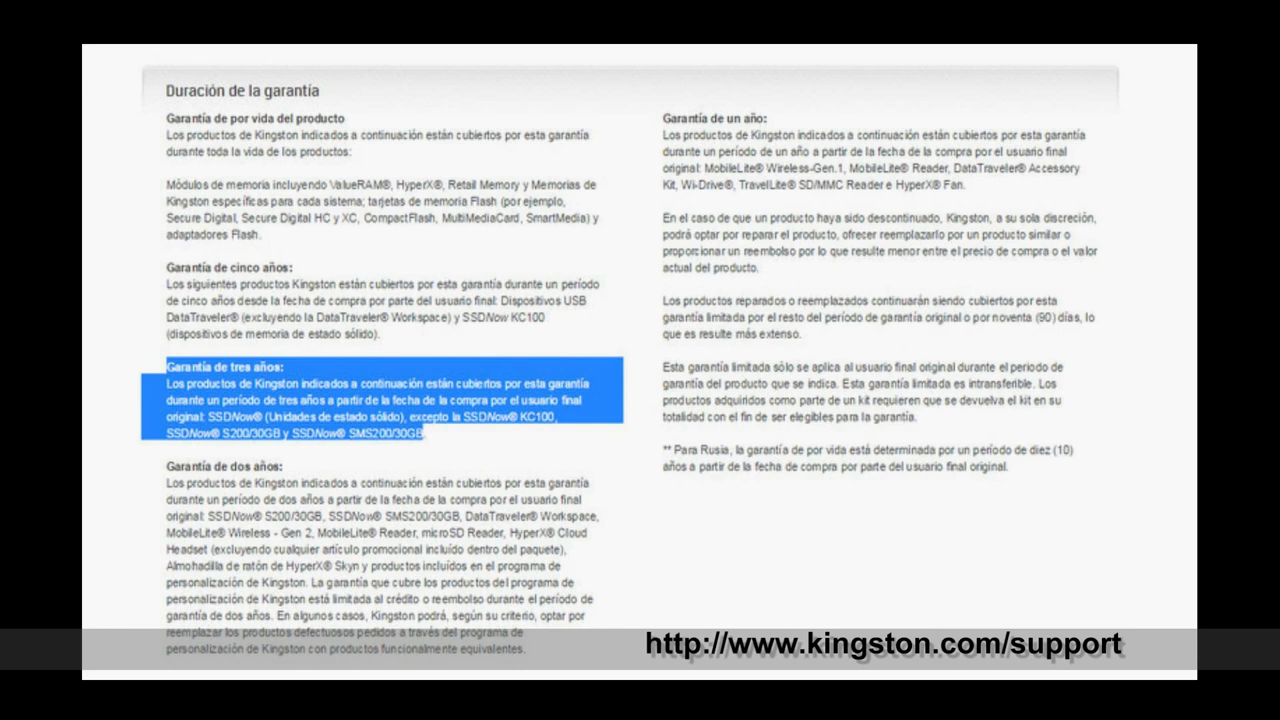 Duración de la garantía
Garantía de por vida del producto
Los productos de Kingston indicados a continuación están cubiertos por esta garantía
durante toda la vida de los productos:
Módulos de memoria incluyendo ValueRAM®, HyperX®, Retail Memory y Memorias de
Kingston específicas para cada sistema; tarjetas de memoria Flash (por ejemplo,
Secure Digital, Secure Digital HC y XC, CompactFlash, MultiMediaCard, SmartMedia) y
adaptadores Flash.
Garantía de cinco años:
Los siguientes productos Kingston están cubiertos por esta garantía durante un período
de cinco años desde la fecha de compra por parte del usuario final: Dispositivos USB
DataTraveler® (excluyendo la DataTraveler® Workspace) y SSDNow KC100
(dispositivos de memoria de estado sólido).
Garantía de tres años:
Los productos de Kingston indicados a continuación están cubiertos por esta garantía
durante un período de tres años a partir de la fecha de la compra por el usuario final
original: SSDNow® (Unidades de estado sólido), excepto la SSDNow® KC100,
SSDNow® S200/30GB y SSDNow® SMS200/30GB.
Garantía de dos años:
Los productos de Kingston indicados a continuación están cubiertos por esta garantía
durante un período de dos años a partir de la fecha de la compra por el usuario final
original: SSDNow® S200/30GB, SSDNow® SMS200/30GB, DataTraveler® Workspace,
MobileLite® Wireless - Gen 2, MobileLite® Reader, microSD Reader, HyperX® Cloud
Headset (excluyendo cualquier artículo promocional incluído dentro del paquete),
Almohadilla de ratón de HyperX® Skyn y productos incluídos en el programa de
personalización de Kingston. La garantía que cubre los productos del programa de
personalización de Kingston está limitada al crédito o reembolso durante el período de
garantía de dos años. En algunos casos, Kingston podrá, según su criterio, optar por
reemplazar los productos defectuosos pedidos a través del programa de
personalización de Kingston con productos funcionalmente equivalentes.
Garantía de un año:
Los productos de Kingston indicados a continuación están cubiertos por esta garantía
durante un período de un año a partir de la fecha de la compra por el usuario final
original: MobileLite® Wireless-Gen.1, MobileLite® Reader, DataTraveler® Accessory
Kit, Wi-Drive®, TravelLite® SD/MMC Reader e HyperX® Fan.
En el caso de que un producto haya sido descontinuado, Kingston, a su sola discreción,
podrá optar por reparar el producto, ofrecer reemplazarlo por un producto similar o
proporcionar un reembolso por lo que resulte menor entre el precio de compra o el valor
actual del producto.
Los productos reparados o reemplazados continuarán siendo cubiertos por esta
garantía limitada por el resto del período de garantía original o por noventa (90) días, lo
que es resulte más extenso.
Esta garantía limitada sólo se aplica al usuario final original durante el periodo de
garantía del producto que se indica. Esta garantía limitada es intransferible. Los
productos adquiridos como parte de un kit requieren que se devuelva el kit en su
totalidad con el fin de ser elegibles para la garantía.
** Para Rusia, la garantía de por vida está determinada por un período de diez (10)
años a partir de la fecha de compra por parte del usuario final original.
http://www.kingston.com/support